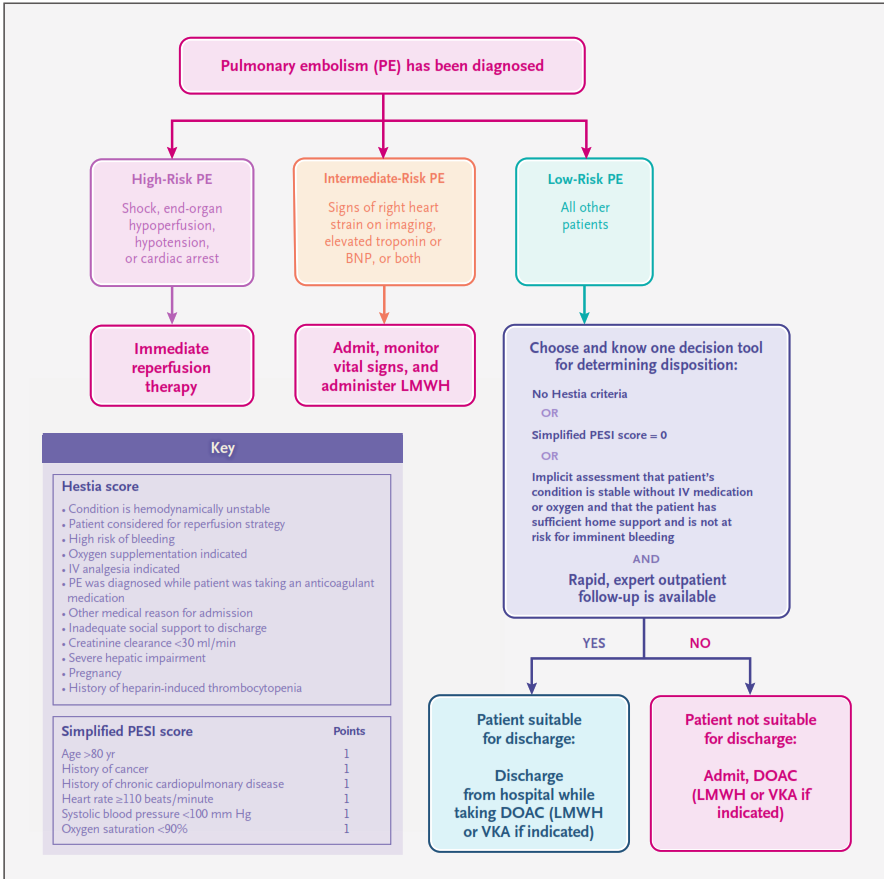 Pulmonary embolism (PE) has been diagnosed
High-Risk PE
Shock, end-organ
hypoperfusion,
hypotension,
or cardiac arrest
Intermediate-Risk PE
Signs of right heart
strain on imaging,
elevated troponin or
BNP, or both
Low-Risk PE
All other
patients
Immediate
reperfusion
therapy
Admit, monitor
vital signs, and
administer LMWH
Choose and know one decision tool
for determining disposition:
No Hestia criteria
OR
Simplified PESI score = 0
OR
Implicit assessment that patient's
condition is stable without IV medication
or oxygen and that the patient has
sufficient home support and is not at
risk for imminent bleeding
AND
Rapid, expert outpatient
follow-up is available
YES
NO
Patient suitable
for discharge:
Discharge
from hospital while
taking DOAC (LMWH
or VKA if indicated)
Patient not suitable
for discharge:
Admit, DOAC
(LMWH or VKA if
indicated)
Key
Hestia score
• Condition is hemodynamically unstable
• Patient considered for reperfusion strategy
• High risk of bleeding
• Oxygen supplementation indicated
• IV analgesia indicated
• PE was diagnosed while patient was taking an anticoagulant
medication
• Other medical reason for admission
• Inadequate social support to discharge
• Creatinine clearance <30 ml/min
• Severe hepatic impairment
• Pregnancy
• History of heparin-induced thrombocytopenia
Simplified PESI score Points
Age >80 yr 1
History of cancer 1
History of chronic cardiopulmonary disease 1
Heart rate ≥110 beats/minute 1
Systolic blood pressure <100 mm Hg 1
Oxygen saturation <90% 1